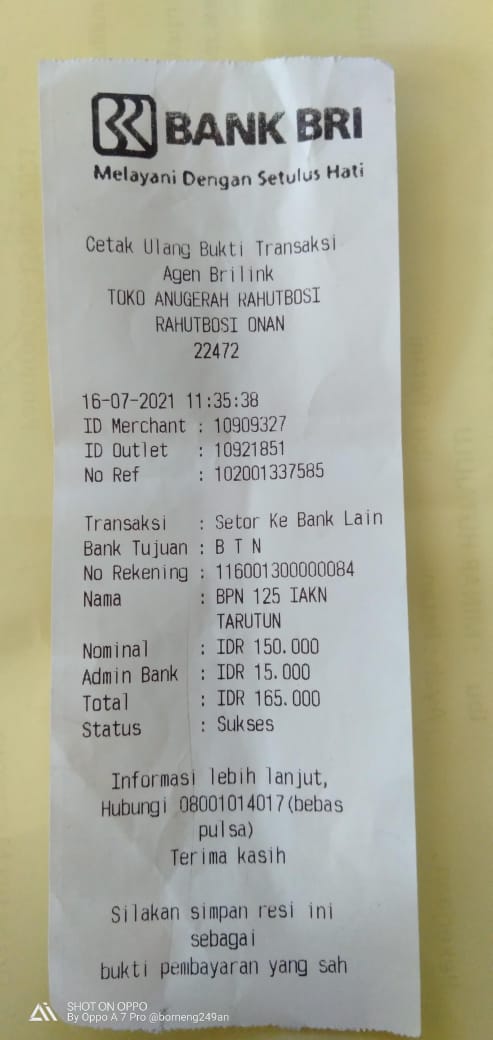 BANK BRI
Melayani Dengan Setulus Hati
Cetak Ulang Bukti Transaksi
Agen Brilink
TOKO ANUGERAH RAHUTBOSI
RAHUTBOSI ONAN
22472
16-07-2021 11:35:38
ID Merchant : 10909327
ID Outlet : 10921851
No Ref : 102001337585
Transaksi : Setor Ke Bank Lain
Bank Tujuan : B T N
No Rekening : 116001300000084
Nama : BPN 125 IAKN
TARUTUN
Nominal : IDR 150.000
Admin Bank : IDR 15.000
Total : IDR 165.000
Status : Sukses
Informasi lebih lanjut,
Hubungi 08001014017(bebas
pulsa)
Terima kasih
Silakan simpan resi ini
sebagai
bukti pembayaran yang sah
SHOT ON OPPO
By Oppo A 7 Pro @borneng249an